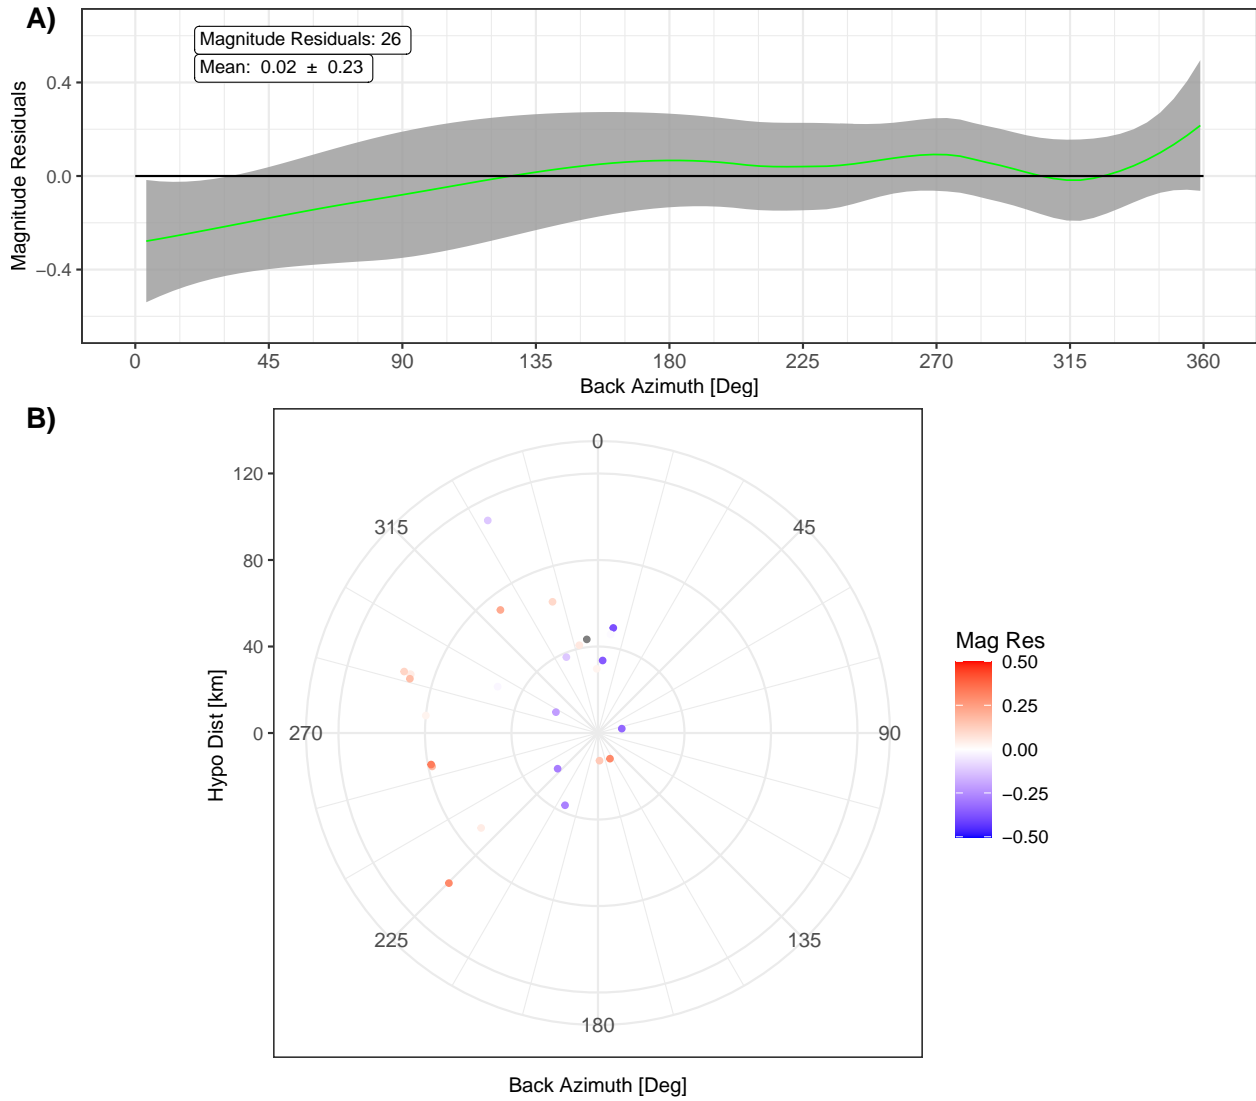 A)
Magnitude Residuals: 26
Mean:  0.02  ±  0.23
Magnitude Residuals
0.4
0.0
−0.4
0 45 90 135 180 225 270 315 360
Back Azimuth [Deg]
B)
Hypo Dist [km]
120
80
40
0
0
45
90
135
180
225
270
315
Back Azimuth [Deg]
Mag Res
0.50
0.25
0.00
−0.25
−0.50